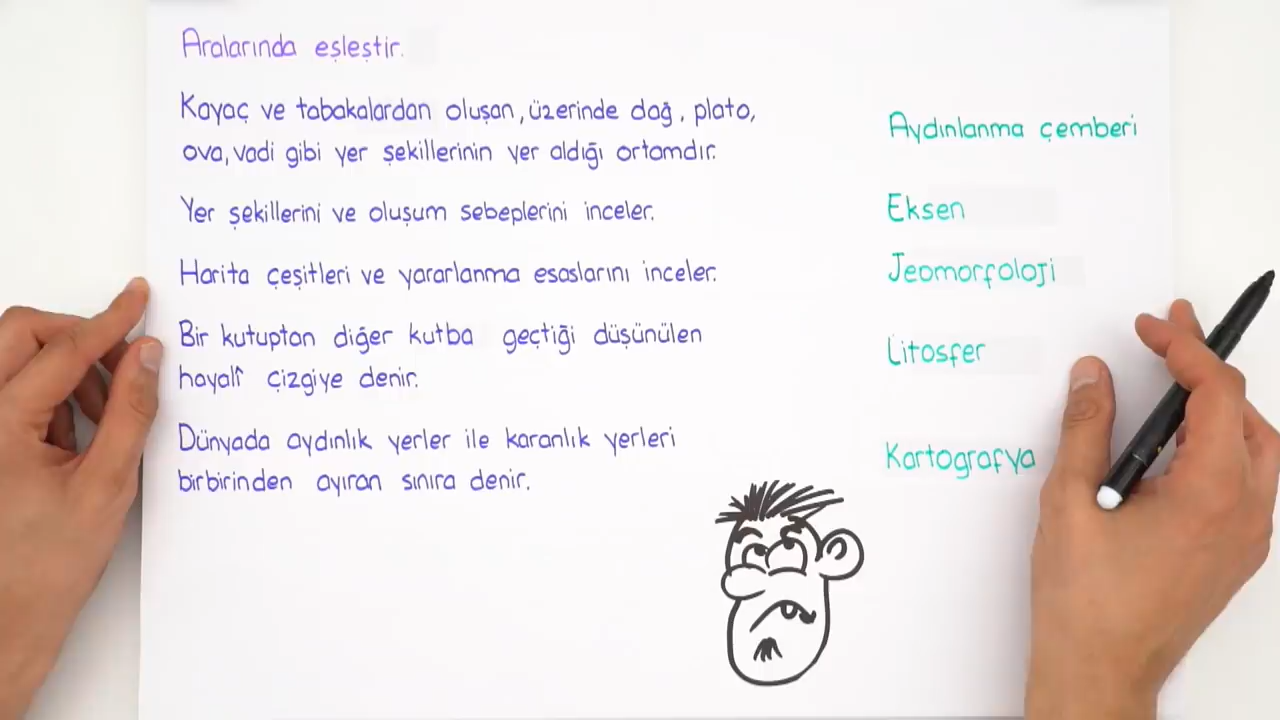 Aralarında eşleştir.
Kayaç ve tabakalardan oluşan, üzerinde dağ, plato,
ova, vadi gibi yer şekillerinin yer aldığı ortamdır.
Yer şekillerini ve oluşum sebeplerini inceler.
Harita çeşitleri ve yararlanma esaslarını inceler.
Bir kutuptan diğer kutba geçtiği düşünülen
hayalî çizgiye denir.
Dünyada aydınlık yerler ile karanlık yerleri
birbirinden ayıran sınıra denir.
Aydınlanma çemberi
Eksen
Jeomorfoloji
Litosfer
Kartografya